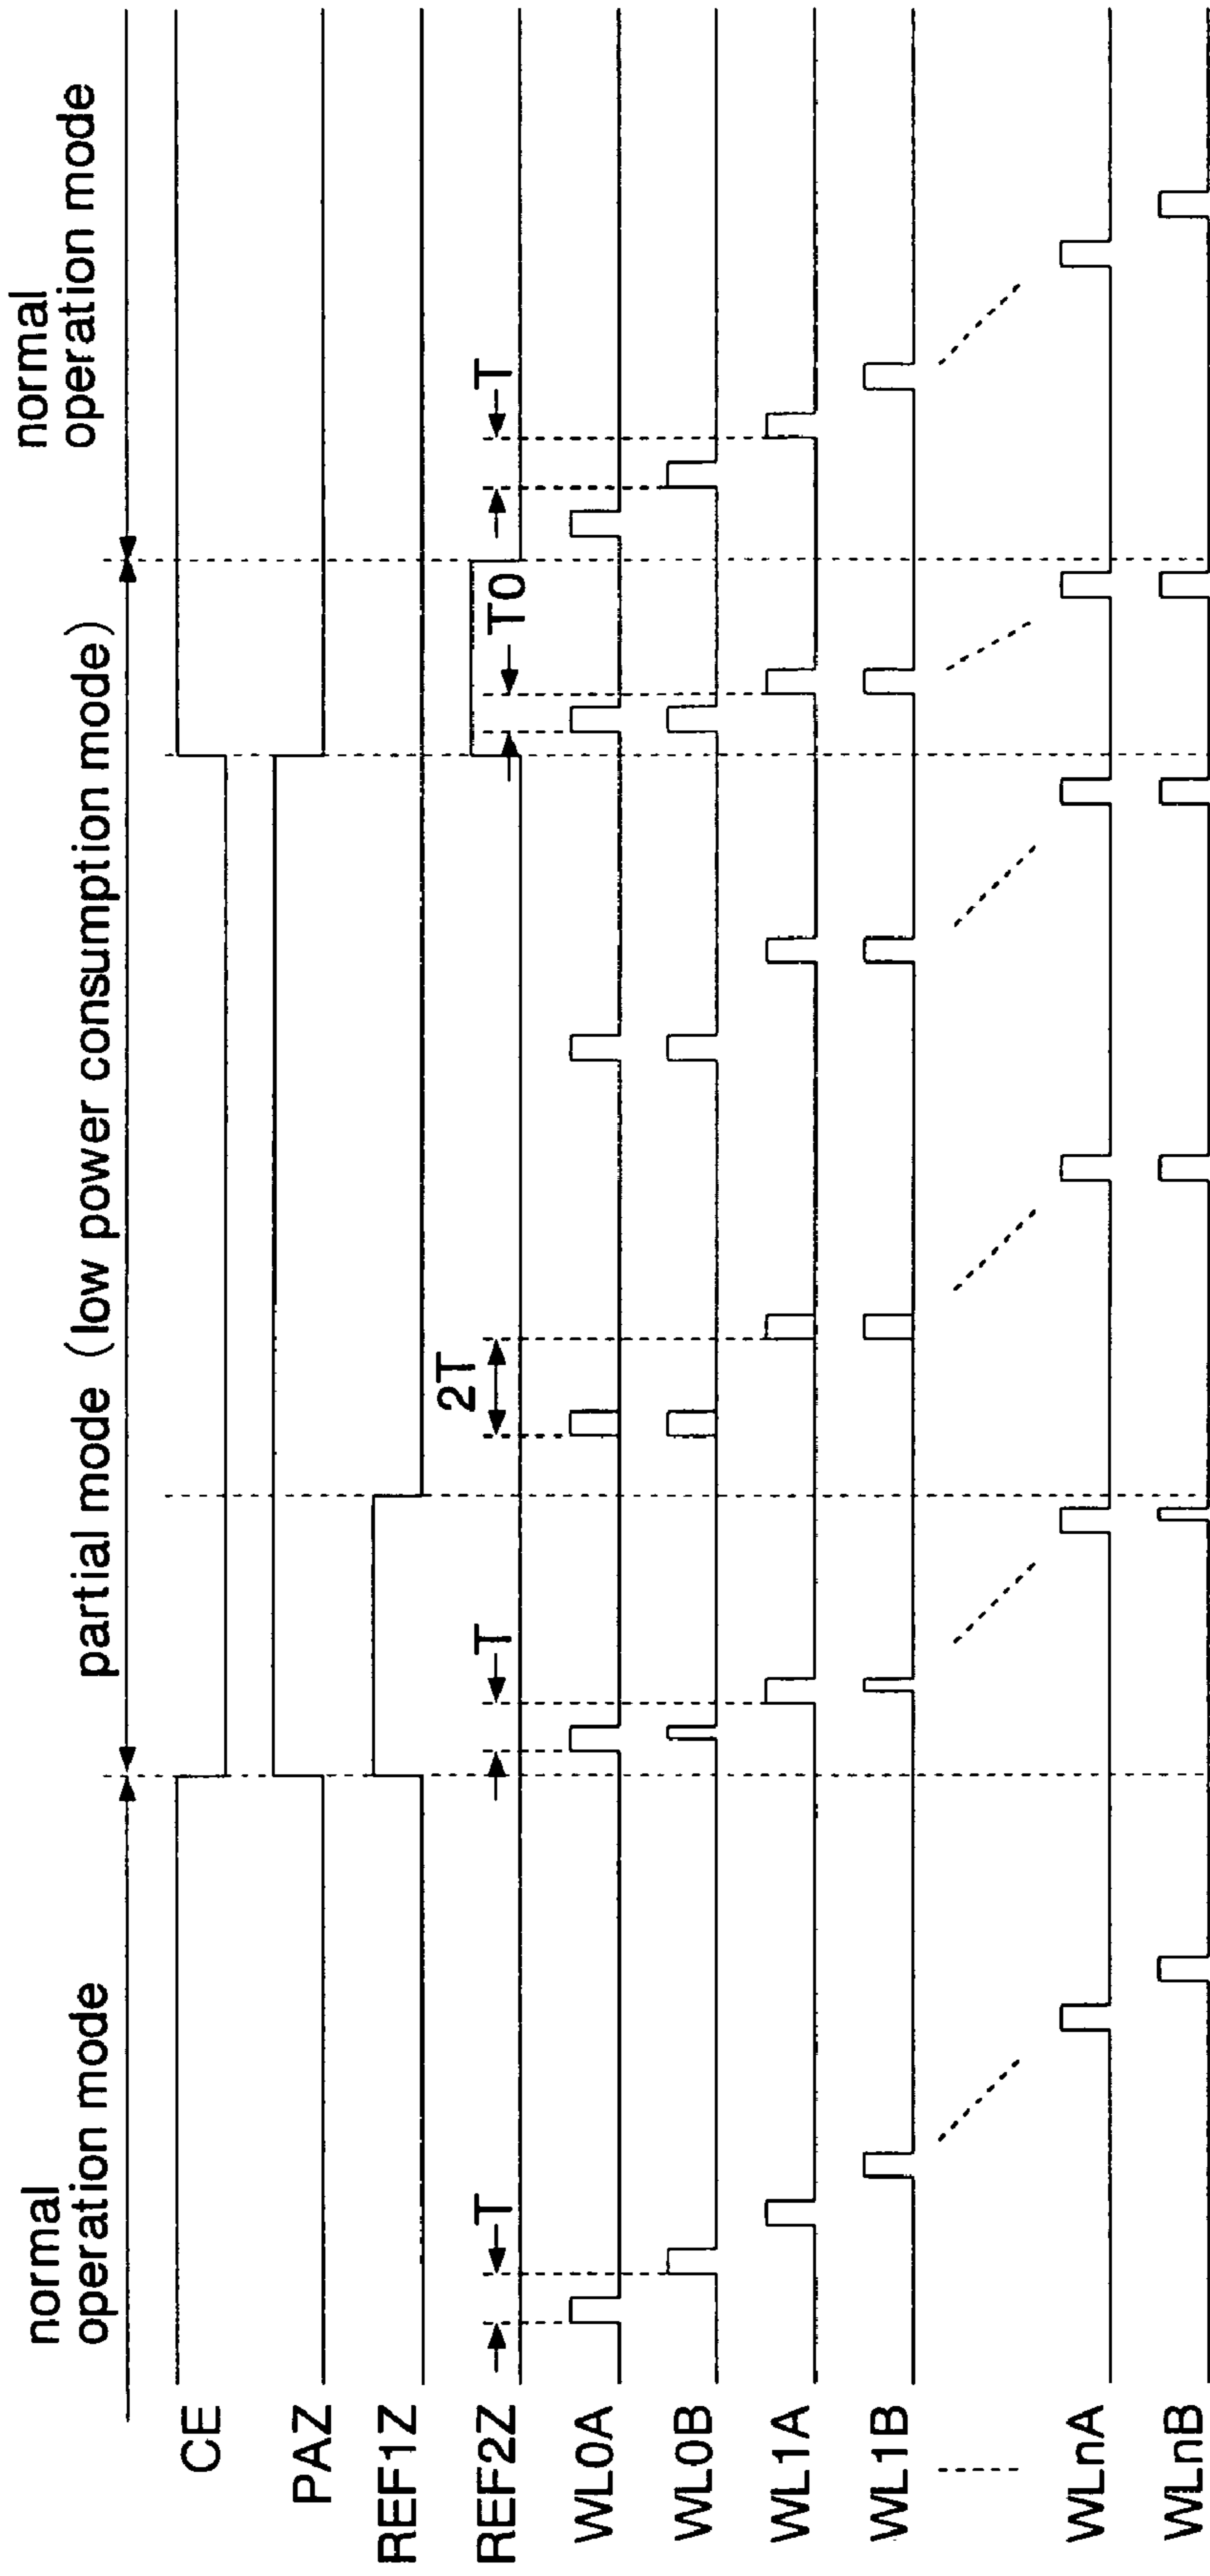 normal
operation mode
partial mode (low power consumption mode)
normal
operation mode
CE
PAZ
REF1Z
REF2Z
T
T
2T
T0
T
WL0A
WL0B
WL1A
WL1B
WLnA
WLnB